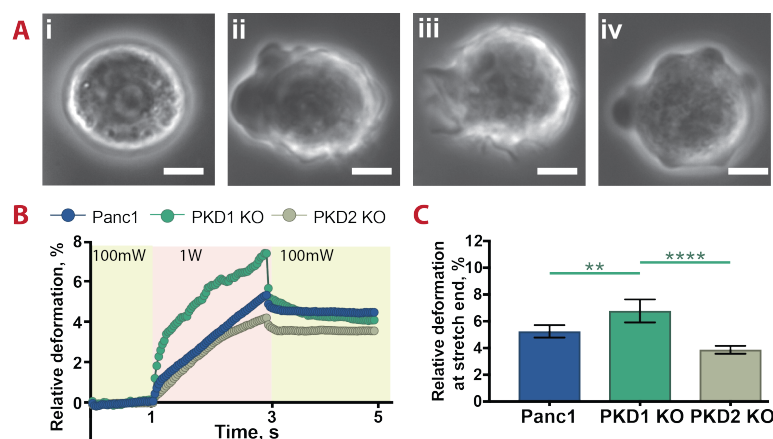 A
i
ii
iii
iv
B
Panc1
PKD1 KO
PKD2 KO
Relative deformation, %
8
6
4
2
0
100mW
1W
100mW
1
3
5
Time, s
C
Relative deformation
at stretch end, %
12
10
8
6
4
2
0
**
****
Panc1
PKD1 KO
PKD2 KO